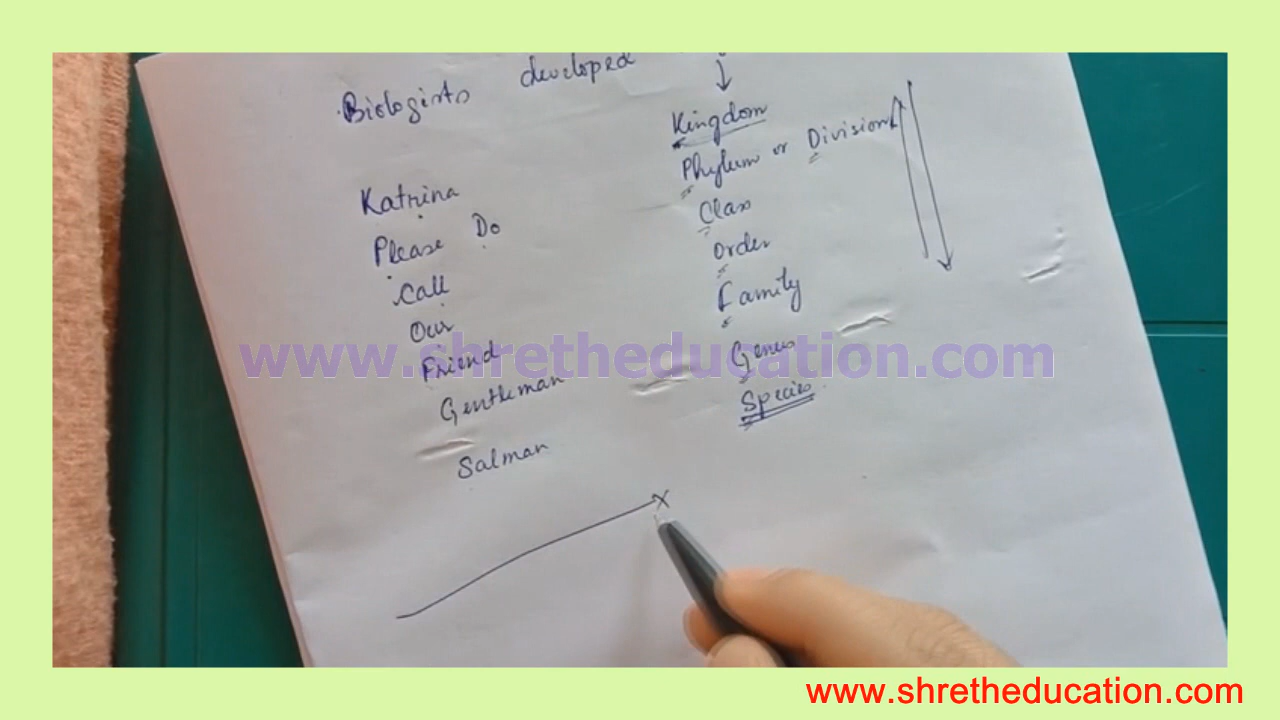 Biologists developed
Kingdom
Phylum or Division
Class
Order
Family
Genus
Species
Katrina
Please Do
Call
Our
Friend
Gentleman
Salman
X
www.shretheducation.com
www.shretheducation.com